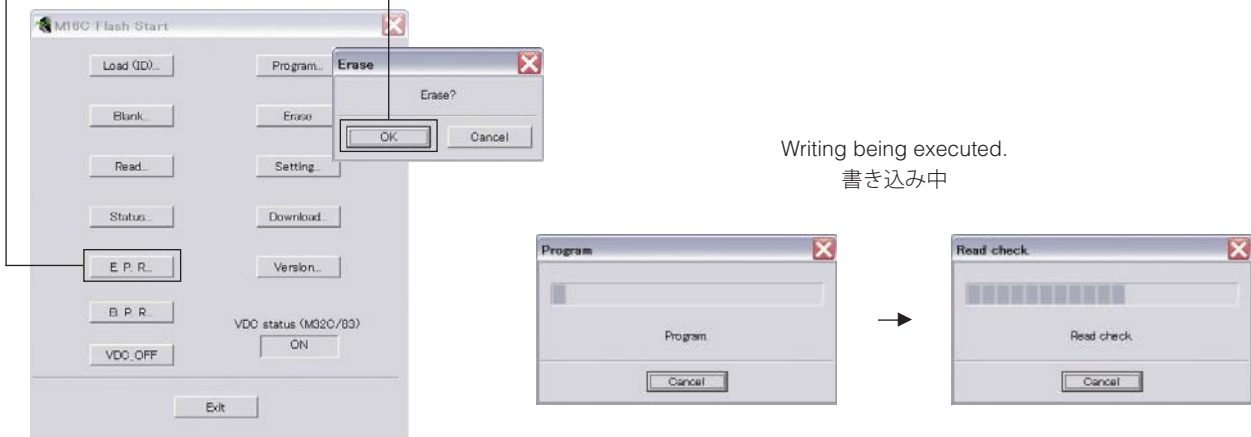 M16C Flash Start
Load (ID)...
Program...
Blank...
Erase
Read...
Setting...
Status...
Download...
E. P. R...
Version...
B. P. R...
VDC status (M32C/83)
ON
VDC_OFF
Exit
Erase
Erase?
OK
Cancel
Writing being executed.
書き込み中
Program
Program.
Cancel
Read check.
Read check.
Cancel